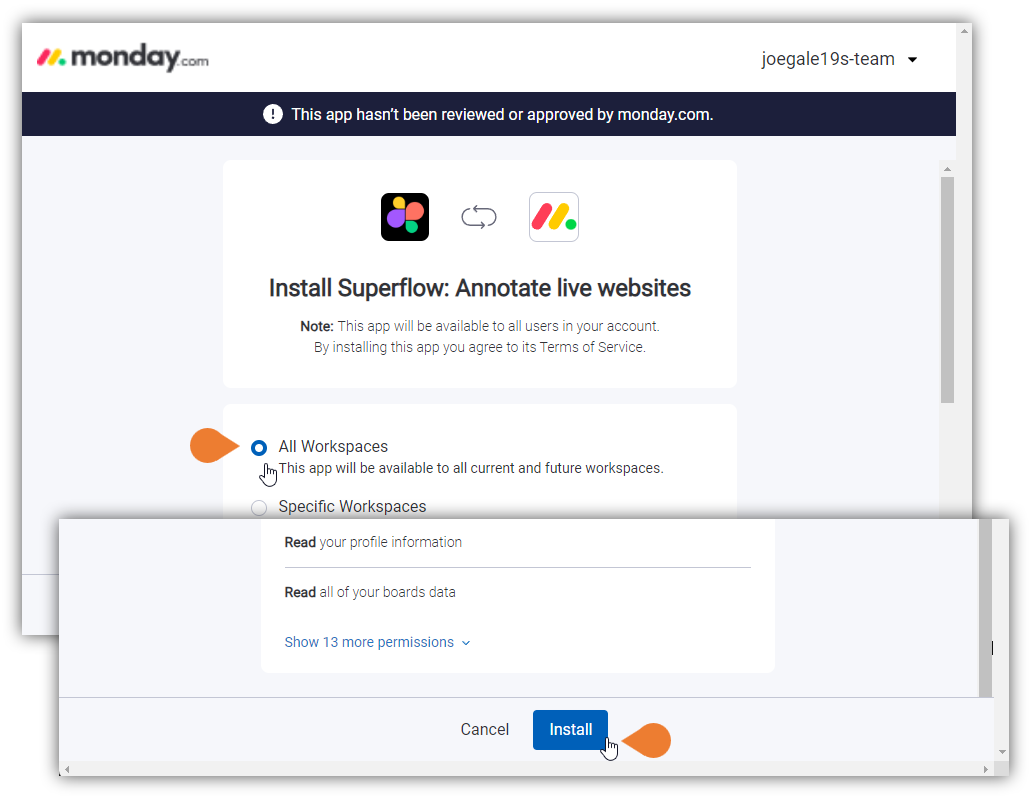 monday.com
joegale19s-team
! This app hasn’t been reviewed or approved by monday.com.
Install Superflow: Annotate live websites
Note: This app will be available to all users in your account.
By installing this app you agree to its Terms of Service.
All Workspaces
This app will be available to all current and future workspaces.
Specific Workspaces
Read your profile information
Read all of your boards data
Show 13 more permissions
Cancel
Install